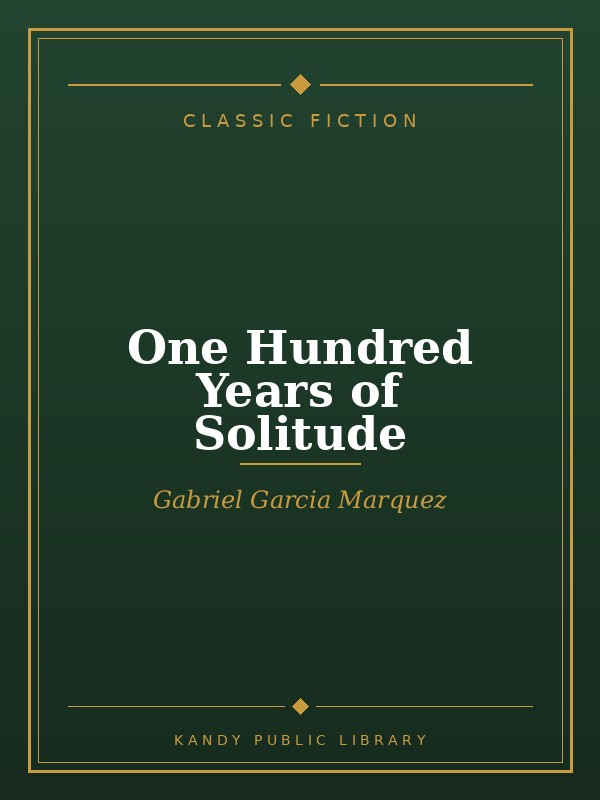 CLASSIC FICTION
One Hundred
Years of
Solitude
Gabriel Garcia Marquez
KANDY PUBLIC LIBRARY